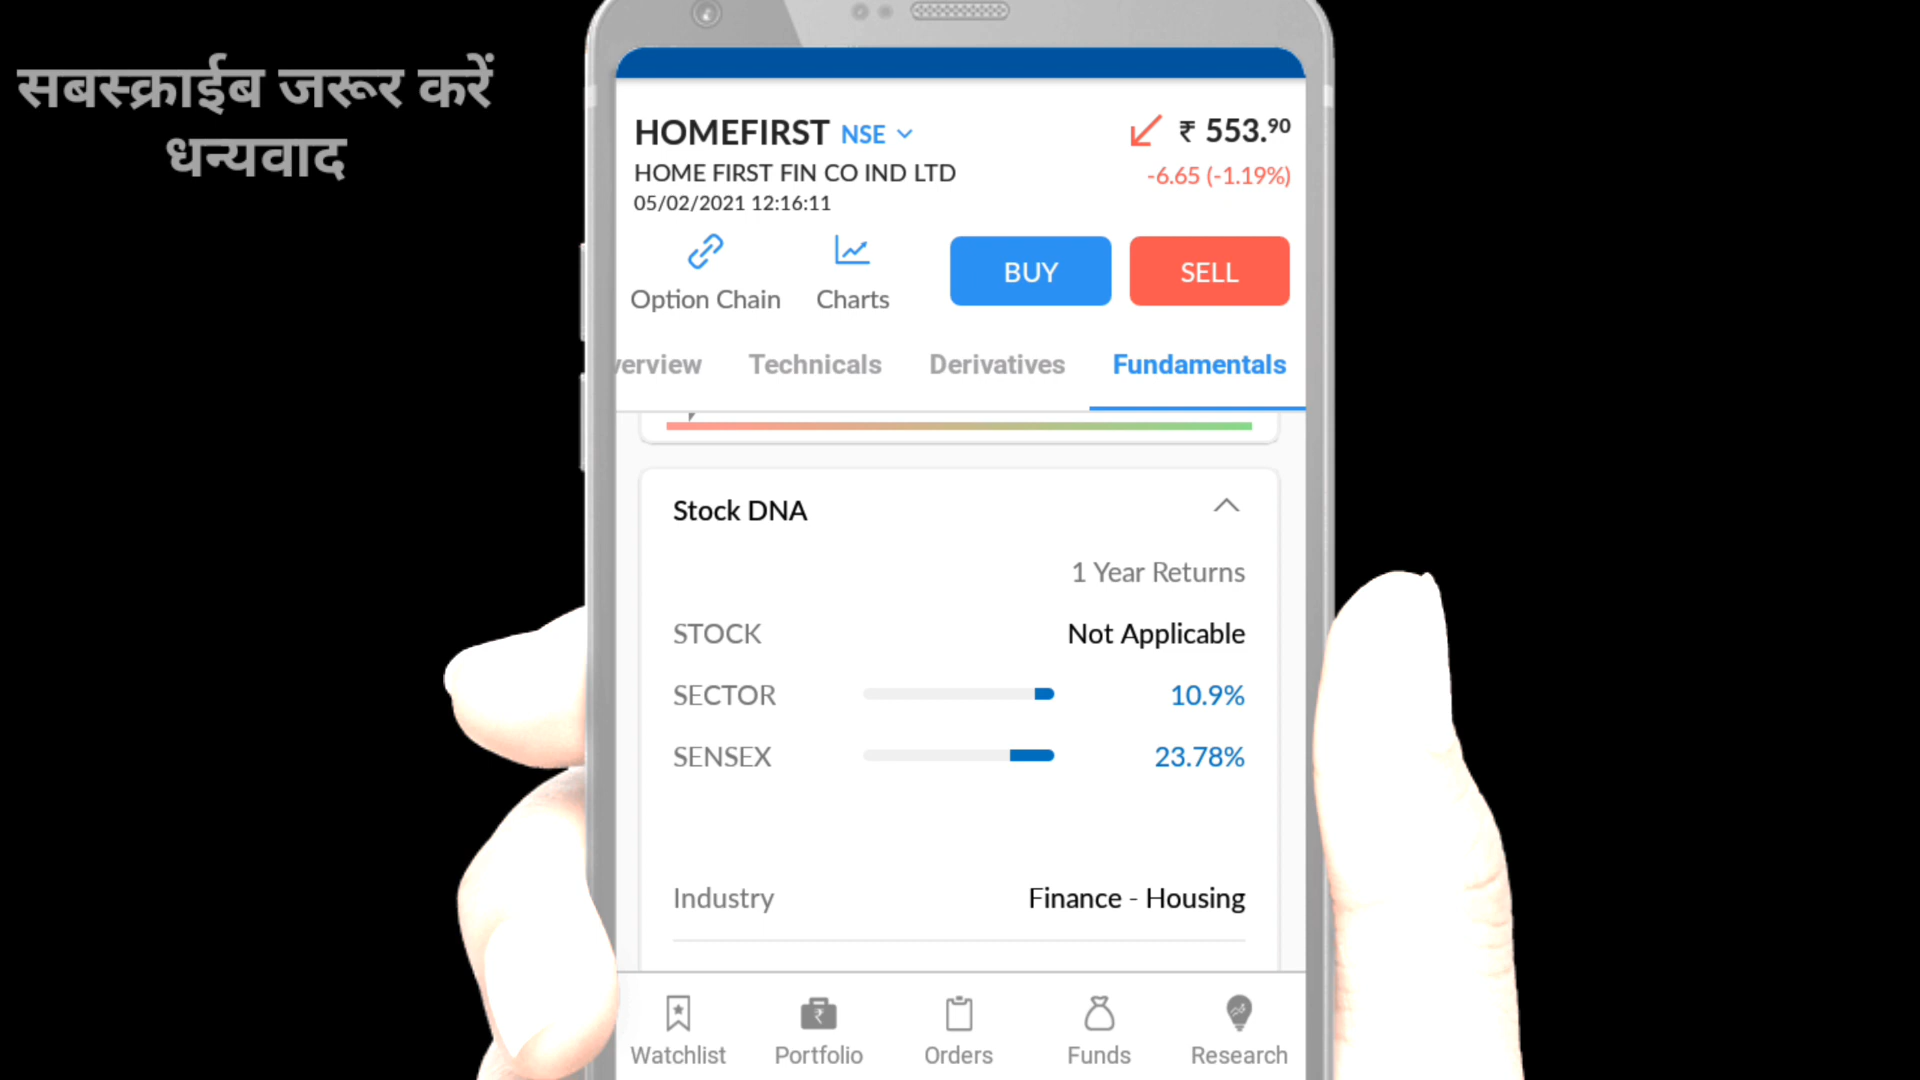 सबस्क्राईब जरूर करें
धन्यवाद
HOMEFIRST NSE
₹ 553.90
HOME FIRST FIN CO IND LTD
-6.65 (-1.19%)
05/02/2021 12:16:11
Option Chain
Charts
BUY
SELL
verview Technicals Derivatives Fundamentals
Stock DNA
1 Year Returns
STOCK Not Applicable
SECTOR 10.9%
SENSEX 23.78%
Industry Finance - Housing
Watchlist Portfolio Orders Funds Research